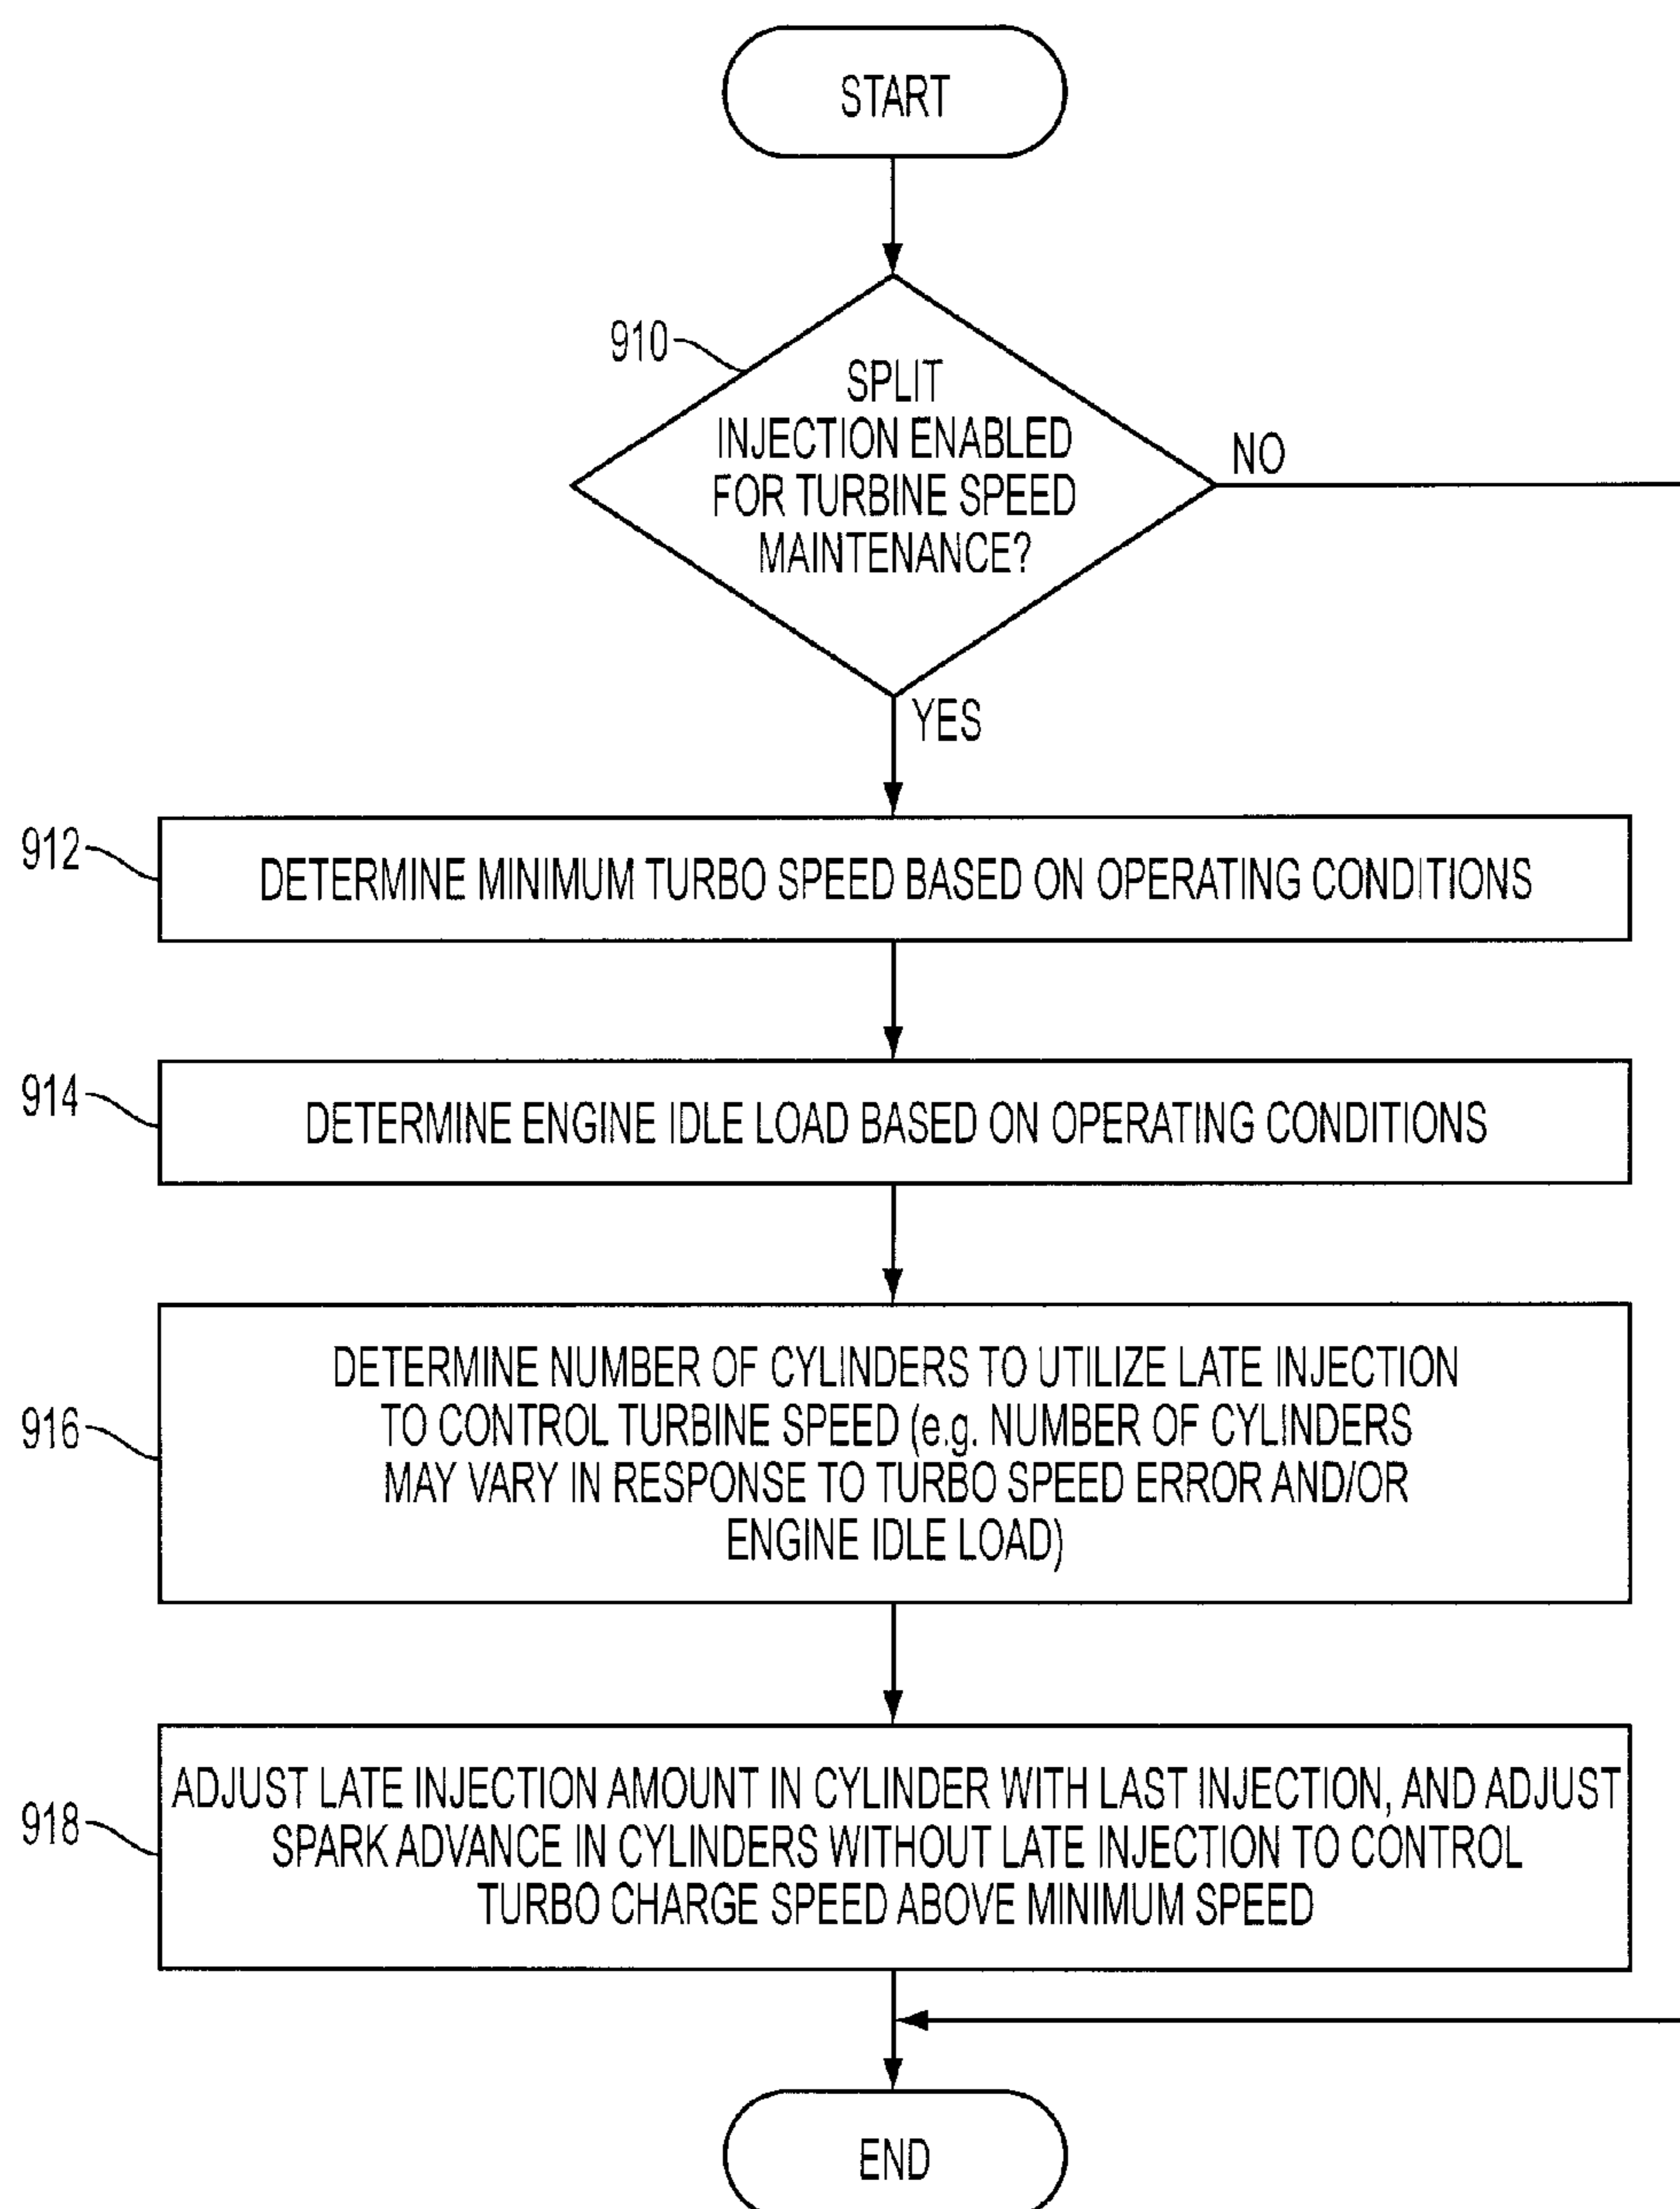 START
910
SPLIT
INJECTION ENABLED
FOR TURBINE SPEED
MAINTENANCE?
NO
YES
912
DETERMINE MINIMUM TURBO SPEED BASED ON OPERATING CONDITIONS
914
DETERMINE ENGINE IDLE LOAD BASED ON OPERATING CONDITIONS
916
DETERMINE NUMBER OF CYLINDERS TO UTILIZE LATE INJECTION
TO CONTROL TURBINE SPEED (e.g. NUMBER OF CYLINDERS
MAY VARY IN RESPONSE TO TURBO SPEED ERROR AND/OR
ENGINE IDLE LOAD)
918
ADJUST LATE INJECTION AMOUNT IN CYLINDER WITH LAST INJECTION, AND ADJUST
SPARK ADVANCE IN CYLINDERS WITHOUT LATE INJECTION TO CONTROL
TURBO CHARGE SPEED ABOVE MINIMUM SPEED
END